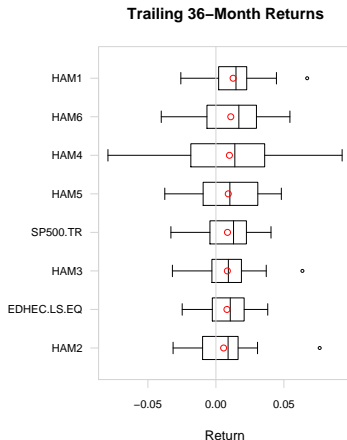 Trailing 36−Month Returns
HAM1
HAM6
HAM4
HAM5
SP500.TR
HAM3
EDHEC.LS.EQ
HAM2
−0.05 0.00 0.05
Return